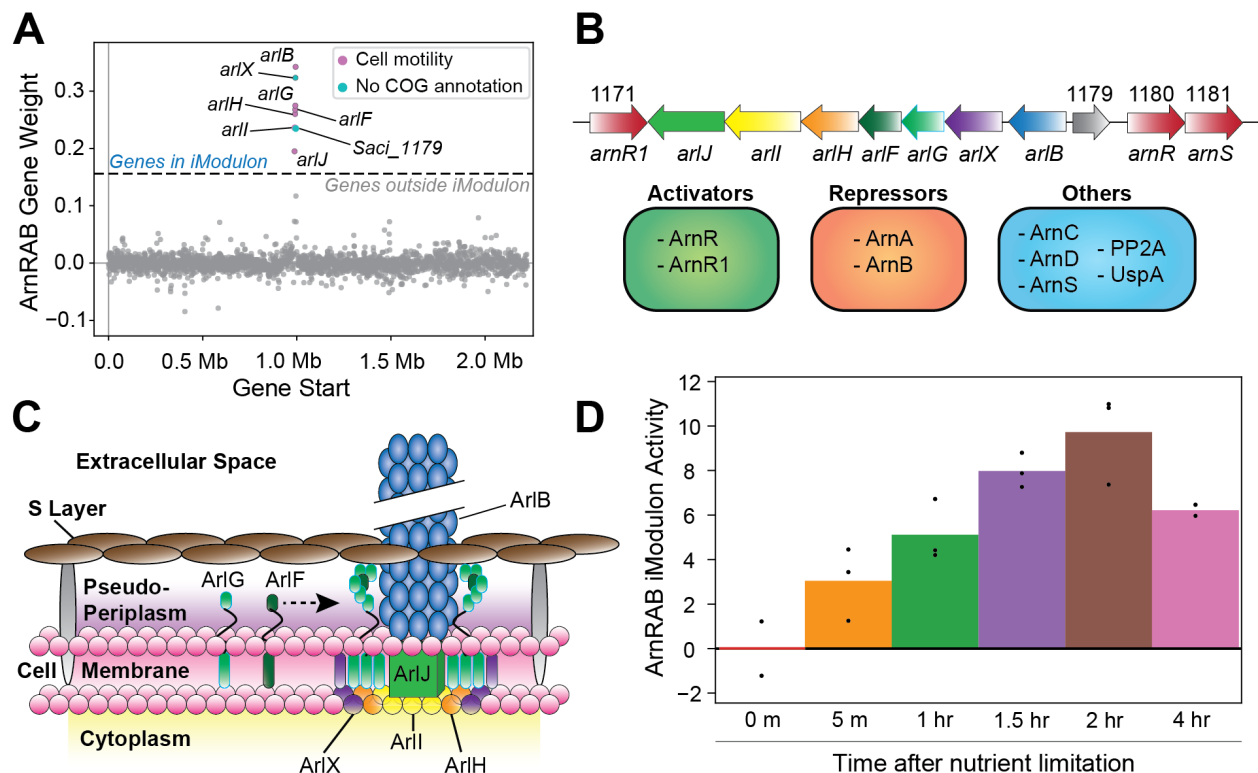 A
ArnRAB Gene Weight
0.3
0.2
0.1
0.0
−0.1
arlB
arlX
arlG
arlH
arlF
arlI
Saci_1179
arlJ
Cell motility
No COG annotation
Genes in iModulon
Genes outside iModulon
0.0
0.5 Mb
1.0 Mb
1.5 Mb
2.0 Mb
Gene Start
B
1171
1179
1180
1181
arnR1
arlJ
arlI
arlH
arlF
arlG
arlX
arlB
arnR
arnS
Activators
- ArnR
- ArnR1
Repressors
- ArnA
- ArnB
Others
- ArnC
- ArnD
- ArnS
- PP2A
- UspA
C
Extracellular Space
S Layer
ArlB
Pseudo-
Periplasm
ArlG
ArlF
Cell Membrane
ArlJ
Cytoplasm
ArlX
ArlI
ArlH
D
ArnRAB iModulon Activity
12
10
8
6
4
2
0
−2
0 m
5 m
1 hr
1.5 hr
2 hr
4 hr
Time after nutrient limitation